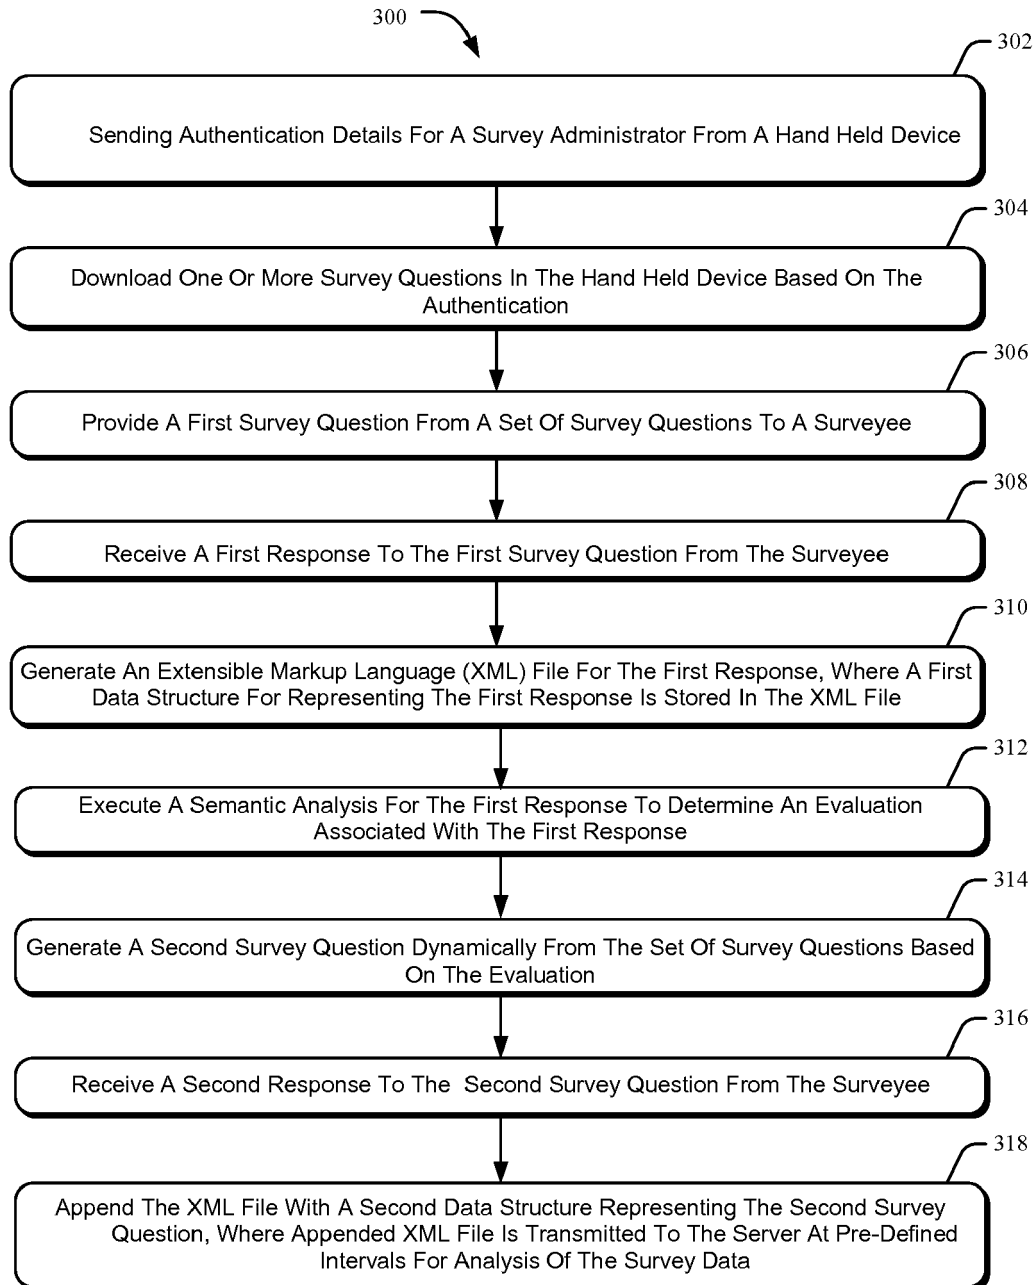 300
302
Sending Authentication Details For A Survey Administrator From A Hand Held Device
304
Download One Or More Survey Questions In The Hand Held Device Based On The
Authentication
306
Provide A First Survey Question From A Set Of Survey Questions To A Surveyee
308
Receive A First Response To The First Survey Question From The Surveyee
310
Generate An Extensible Markup Language (XML) File For The First Response, Where A First
Data Structure For Representing The First Response Is Stored In The XML File
312
Execute A Semantic Analysis For The First Response To Determine An Evaluation
Associated With The First Response
314
Generate A Second Survey Question Dynamically From The Set Of Survey Questions Based
On The Evaluation
316
Receive A Second Response To The Second Survey Question From The Surveyee
318
Append The XML File With A Second Data Structure Representing The Second Survey
Question, Where Appended XML File Is Transmitted To The Server At Pre-Defined
Intervals For Analysis Of The Survey Data